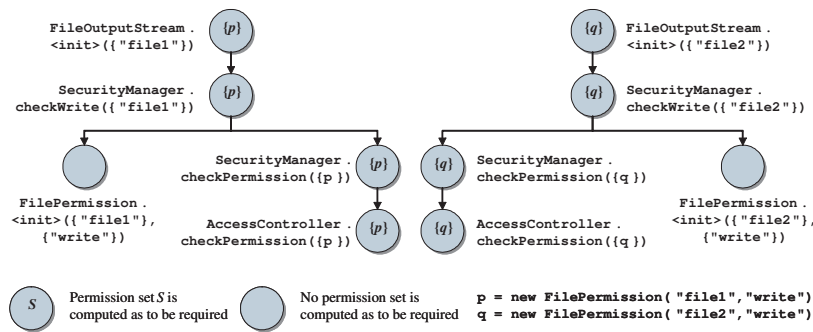 FileOutputStream .
<init>({ "file1"})
{p}
SecurityManager .
checkWrite({ "file1"})
{p}
FilePermission .
<init>({ "file1"},
{"write"})
SecurityManager .
checkPermission({p })
{p}
AccessController .
checkPermission({p })
{p}
{q}
FileOutputStream .
<init>({ "file2"})
{q}
SecurityManager .
checkWrite({ "file2"})
{q}
SecurityManager .
checkPermission({q })
{q}
AccessController .
checkPermission({q })
FilePermission .
<init>({ "file2"},
{"write"})
S
Permission set S is
computed as to be required
No permission set is
computed as to be required
p = new FilePermission( "file1","write")
q = new FilePermission( "file2","write")